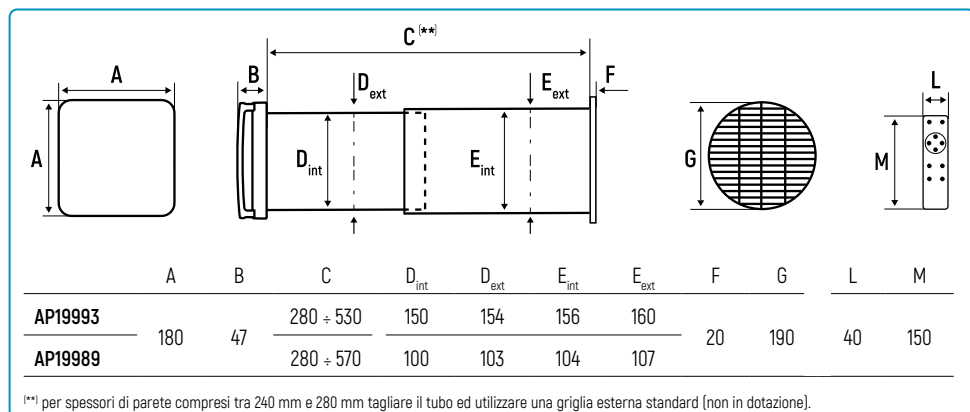 C (**)
A
B
D ext
E ext
F
L
A
D int
E int
G
M
A B C D int D ext E int E ext F G L M
AP19993 180 47 280 ÷ 530 150 154 156 160 20 190 40 150
AP19989 280 ÷ 570 100 103 104 107
(**) per spessori di parete compresi tra 240 mm e 280 mm tagliare il tubo ed utilizzare una griglia esterna standard (non in dotazione).